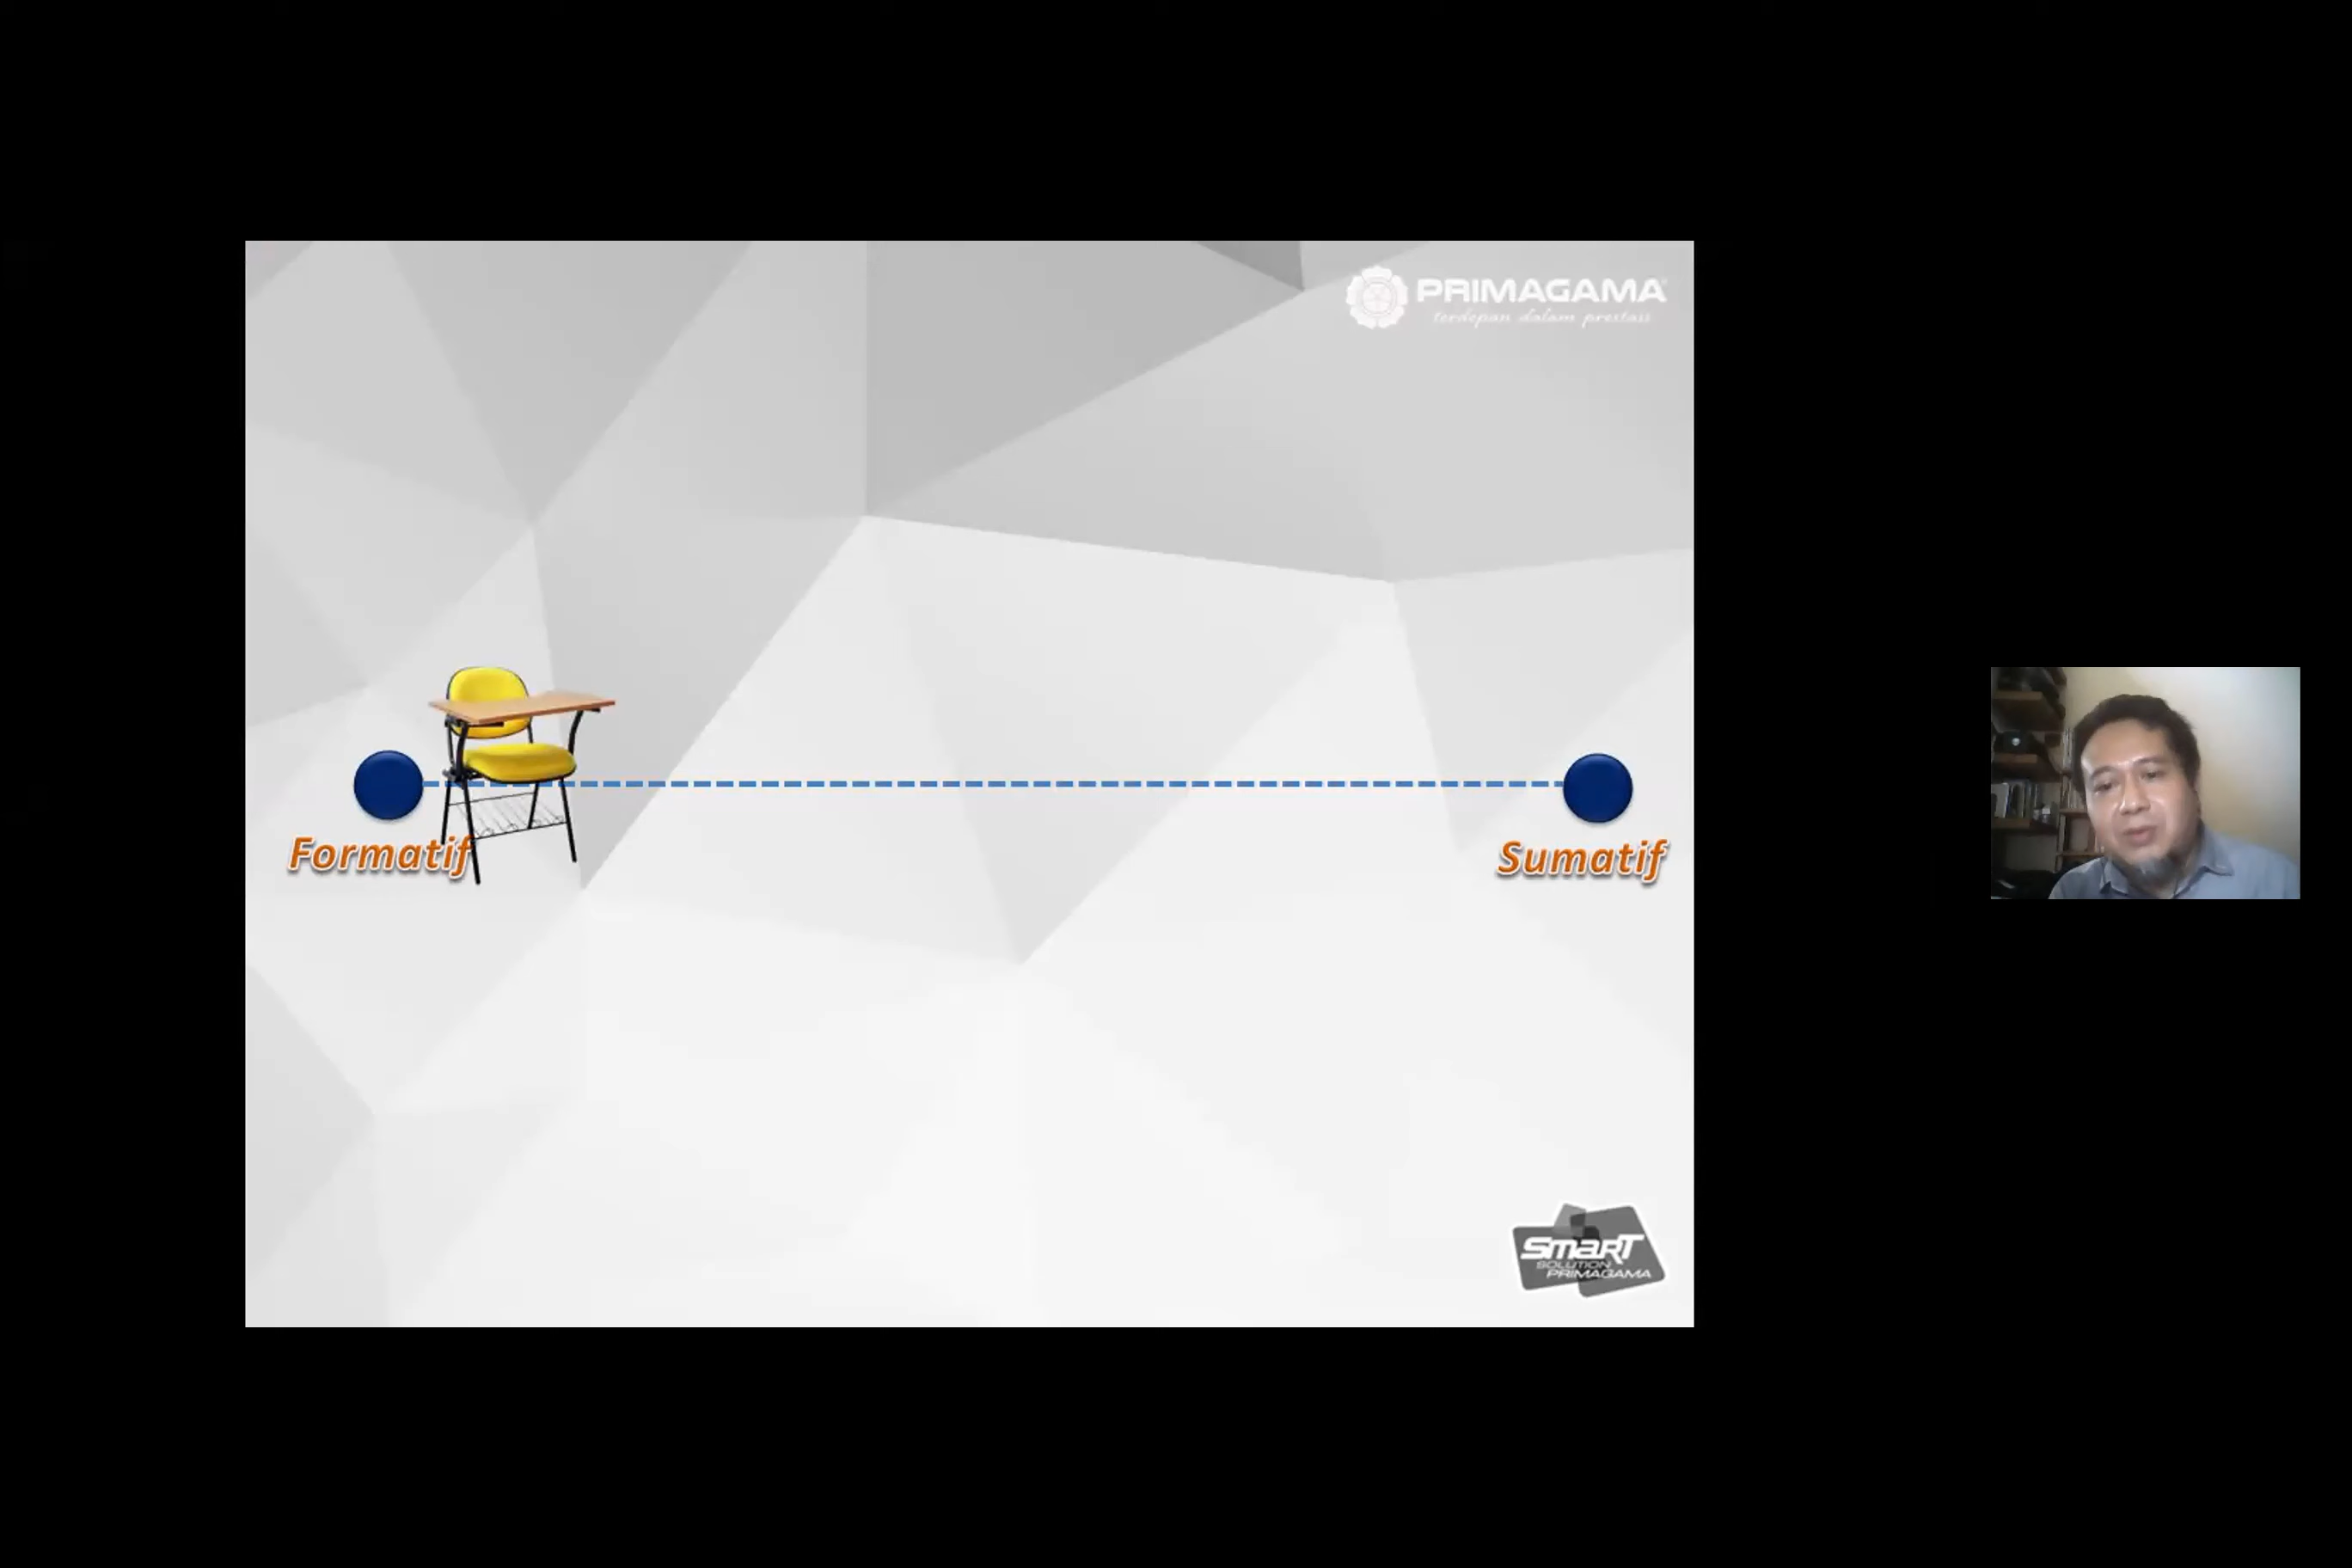 PRIMAGAMA
terdepan dalam prestasi
Formatif
Sumatif
SmarT
SOLUTION
PRIMAGAMA